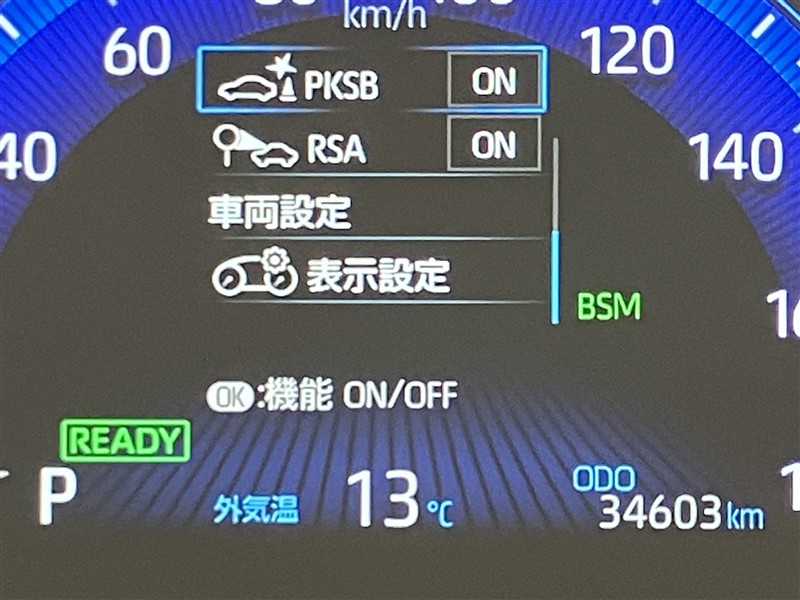 km/h
60
120
PKSB ON
40
RSA ON
140
車両設定
表示設定
BSM
OK:機能 ON/OFF
READY
P
外気温 13℃
ODO
34603km